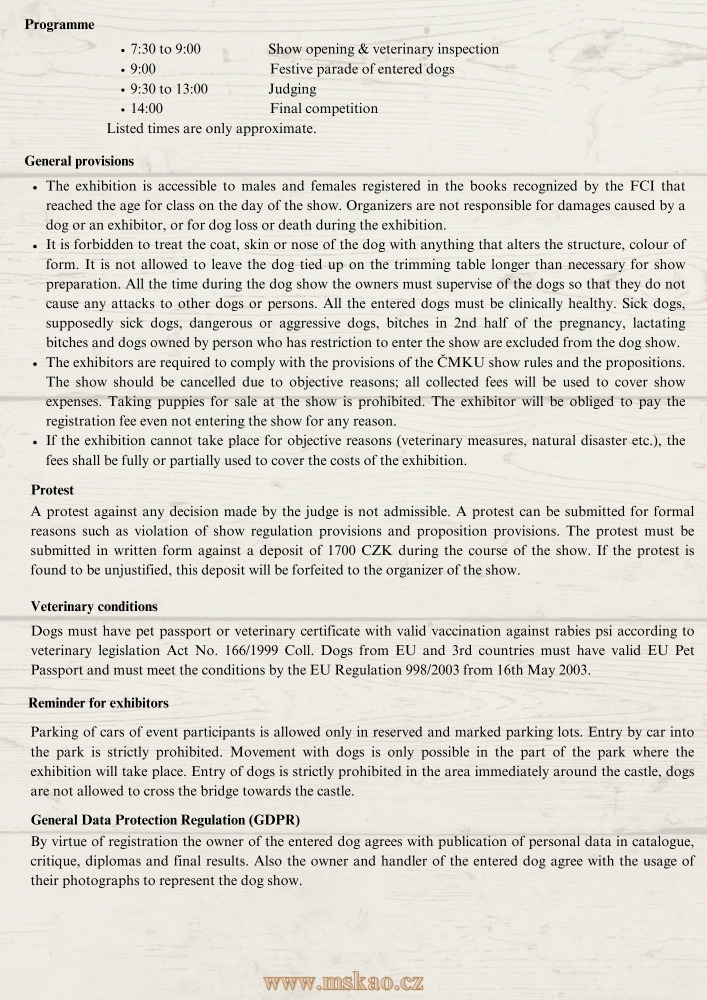 Programme
• 7:30 to 9:00 Show opening & veterinary inspection
• 9:00 Festive parade of entered dogs
• 9:30 to 13:00 Judging
• 14:00 Final competition
Listed times are only approximate.
General provisions
• The exhibition is accessible to males and females registered in the books recognized by the FCI that
reached the age for class on the day of the show. Organizers are not responsible for damages caused by a
dog or an exhibitor, or for dog loss or death during the exhibition.
• It is forbidden to treat the coat, skin or nose of the dog with anything that alters the structure, colour of
form. It is not allowed to leave the dog tied up on the trimming table longer than necessary for show
preparation. All the time during the dog show the owners must supervise of the dogs so that they do not
cause any attacks to other dogs or persons. All the entered dogs must be clinically healthy. Sick dogs,
supposedly sick dogs, dangerous or aggressive dogs, bitches in 2nd half of the pregnancy, lactating
bitches and dogs owned by person who has restriction to enter the show are excluded from the dog show.
• The exhibitors are required to comply with the provisions of the ČMKU show rules and the propositions.
The show should be cancelled due to objective reasons; all collected fees will be used to cover show
expenses. Taking puppies for sale at the show is prohibited. The exhibitor will be obliged to pay the
registration fee even not entering the show for any reason.
• If the exhibition cannot take place for objective reasons (veterinary measures, natural disaster etc.), the
fees shall be fully or partially used to cover the costs of the exhibition.
Protest
A protest against any decision made by the judge is not admissible. A protest can be submitted for formal
reasons such as violation of show regulation provisions and proposition provisions. The protest must be
submitted in written form against a deposit of 1700 CZK during the course of the show. If the protest is
found to be unjustified, this deposit will be forfeited to the organizer of the show.
Veterinary conditions
Dogs must have pet passport or veterinary certificate with valid vaccination against rabies psi according to
veterinary legislation Act No. 166/1999 Coll. Dogs from EU and 3rd countries must have valid EU Pet
Passport and must meet the conditions by the EU Regulation 998/2003 from 16th May 2003.
Reminder for exhibitors
Parking of cars of event participants is allowed only in reserved and marked parking lots. Entry by car into
the park is strictly prohibited. Movement with dogs is only possible in the part of the park where the
exhibition will take place. Entry of dogs is strictly prohibited in the area immediately around the castle, dogs
are not allowed to cross the bridge towards the castle.
General Data Protection Regulation (GDPR)
By virtue of registration the owner of the entered dog agrees with publication of personal data in catalogue,
critique, diplomas and final results. Also the owner and handler of the entered dog agree with the usage of
their photographs to represent the dog show.
www.mskao.cz